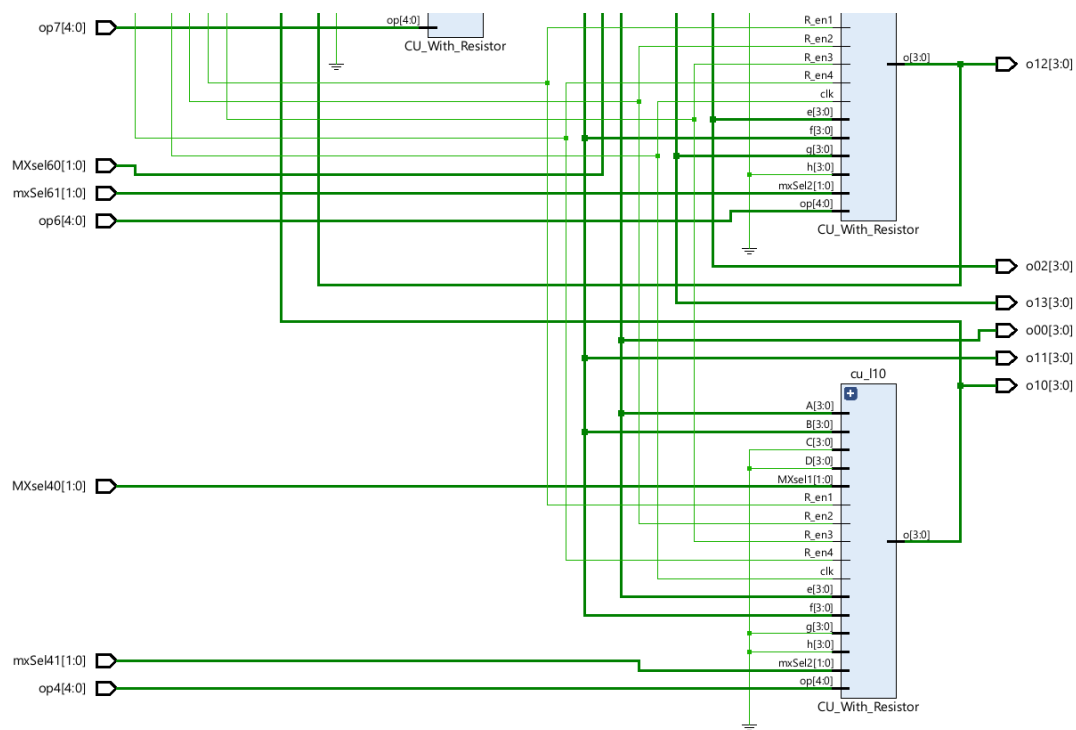 op7[4:0]
op[4:0]
CU_With_Resistor
R_en1
R_en2
R_en3
R_en4
clk
e[3:0]
f[3:0]
g[3:0]
h[3:0]
mxSel2[1:0]
op[4:0]
o[3:0]
o12[3:0]
MXsel60[1:0]
mxSel61[1:0]
op6[4:0]
CU_With_Resistor
o02[3:0]
o13[3:0]
o00[3:0]
o11[3:0]
o10[3:0]
cu_l10
A[3:0]
B[3:0]
C[3:0]
D[3:0]
MXsel1[1:0]
R_en1
R_en2
R_en3
R_en4
clk
e[3:0]
f[3:0]
g[3:0]
h[3:0]
mxSel2[1:0]
op[4:0]
o[3:0]
MXsel40[1:0]
mxSel41[1:0]
op4[4:0]
CU_With_Resistor